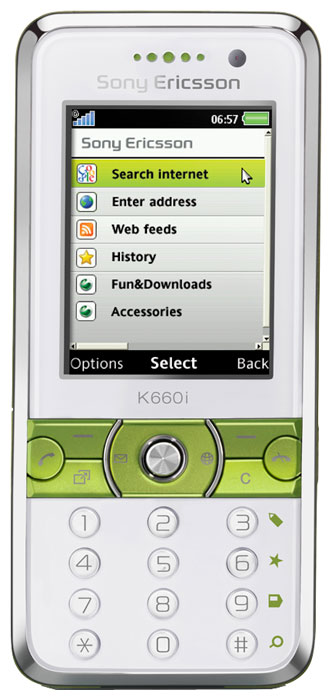 Sony Ericsson
06:57
Sony Ericsson
Search internet
Enter address
Web feeds
History
Fun&Downloads
Accessories
Options Select Back
K660i
C
1 2 3
4 5 6
7 8 9
* 0 #